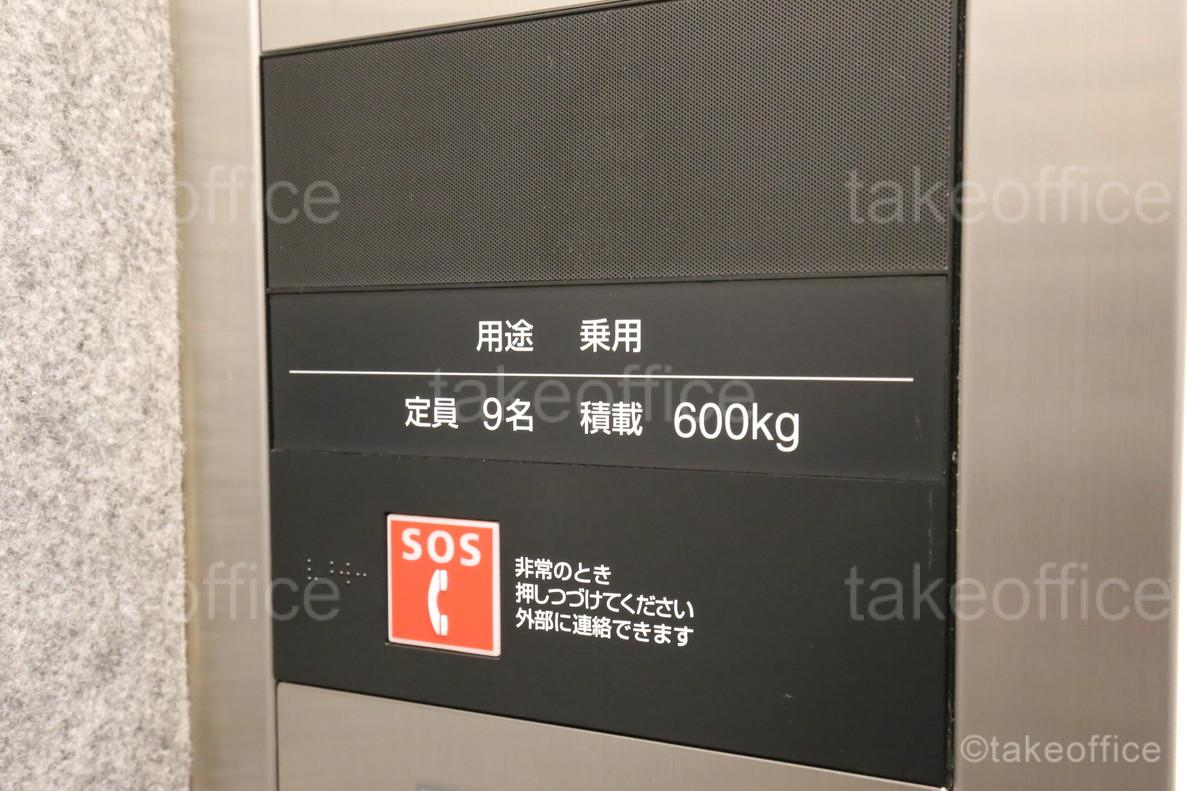 takeoffice takeoffice
用途 乗用
takeoffice
定員 9名 積載 600kg
SOS
非常のとき
押しつづけてください
外部に連絡できます
takeoffice takeoffice
©takeoffice